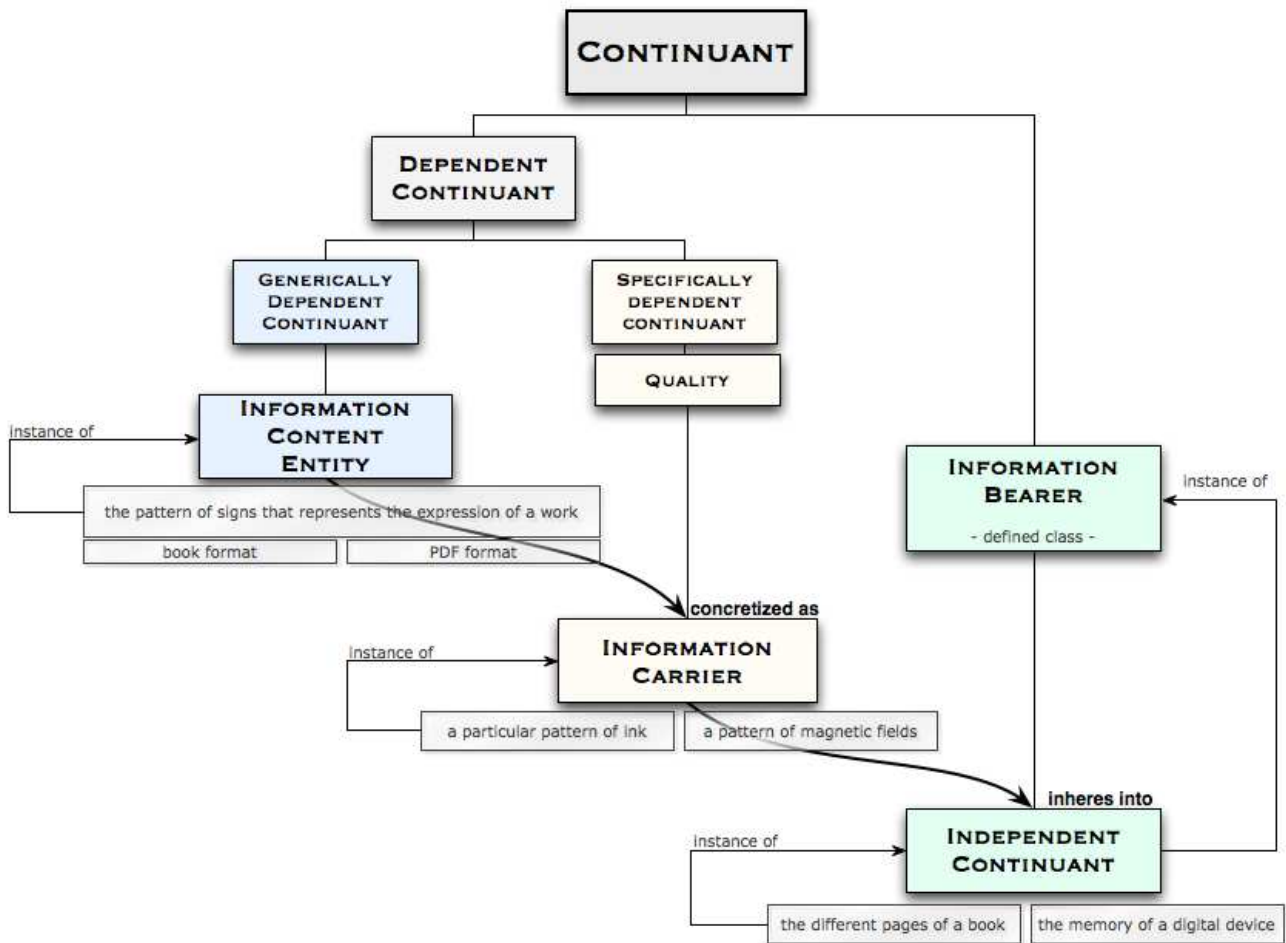 CONTINUANT
DEPENDENT
CONTINUANT
GENERICALLY
DEPENDENT
CONTINUANT
SPECIFICALLY
DEPENDENT
CONTINUANT
QUALITY
INFORMATION
CONTENT
ENTITY
instance of
the pattern of signs that represents the expression of a work
book format
PDF format
INFORMATION
BEARER
- defined class -
instance of
concretized as
INFORMATION
CARRIER
instance of
a particular pattern of ink
a pattern of magnetic fields
inheres into
INDEPENDENT
CONTINUANT
instance of
the different pages of a book
the memory of a digital device